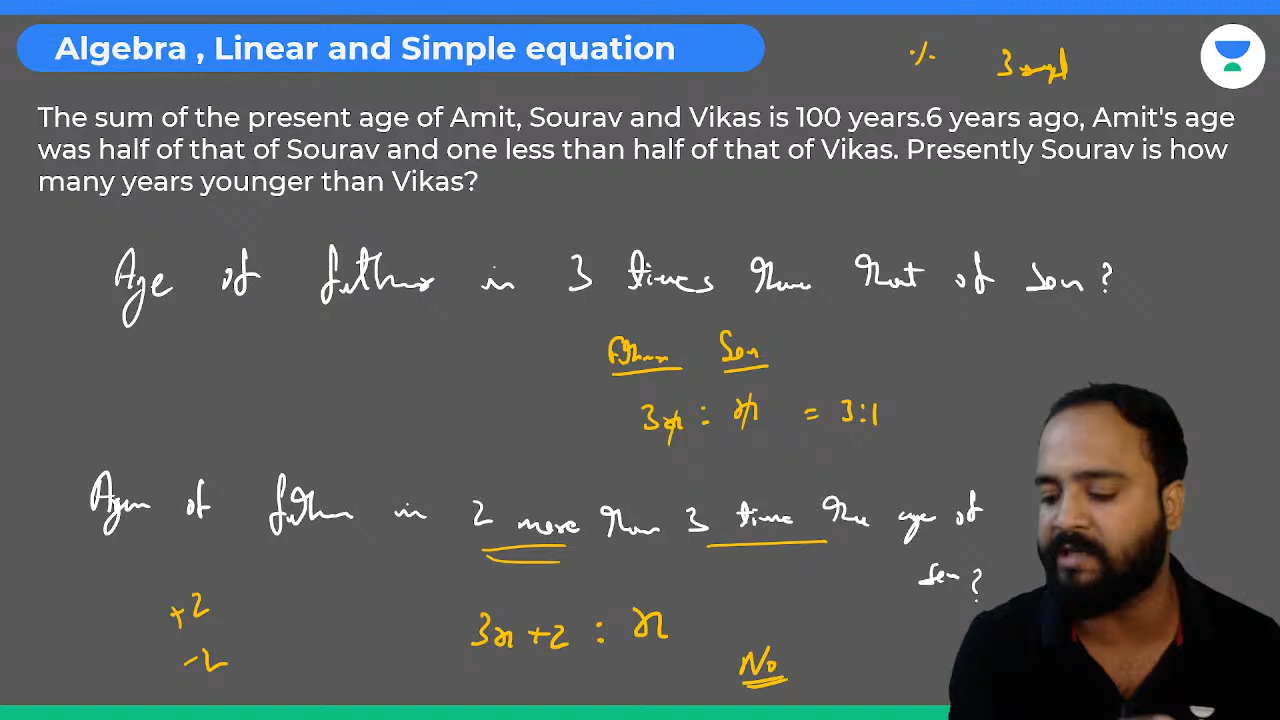 Algebra , Linear and Simple equation
The sum of the present age of Amit, Sourav and Vikas is 100 years.6 years ago, Amit's age
was half of that of Sourav and one less than half of that of Vikas. Presently Sourav is how
many years younger than Vikas?
Age of father is 3 times than that of son?
Father Son
3x : x = 3:1
Age of father is 2 more than 3 time the age of
son?
+2
-2
3x+2 : x
No